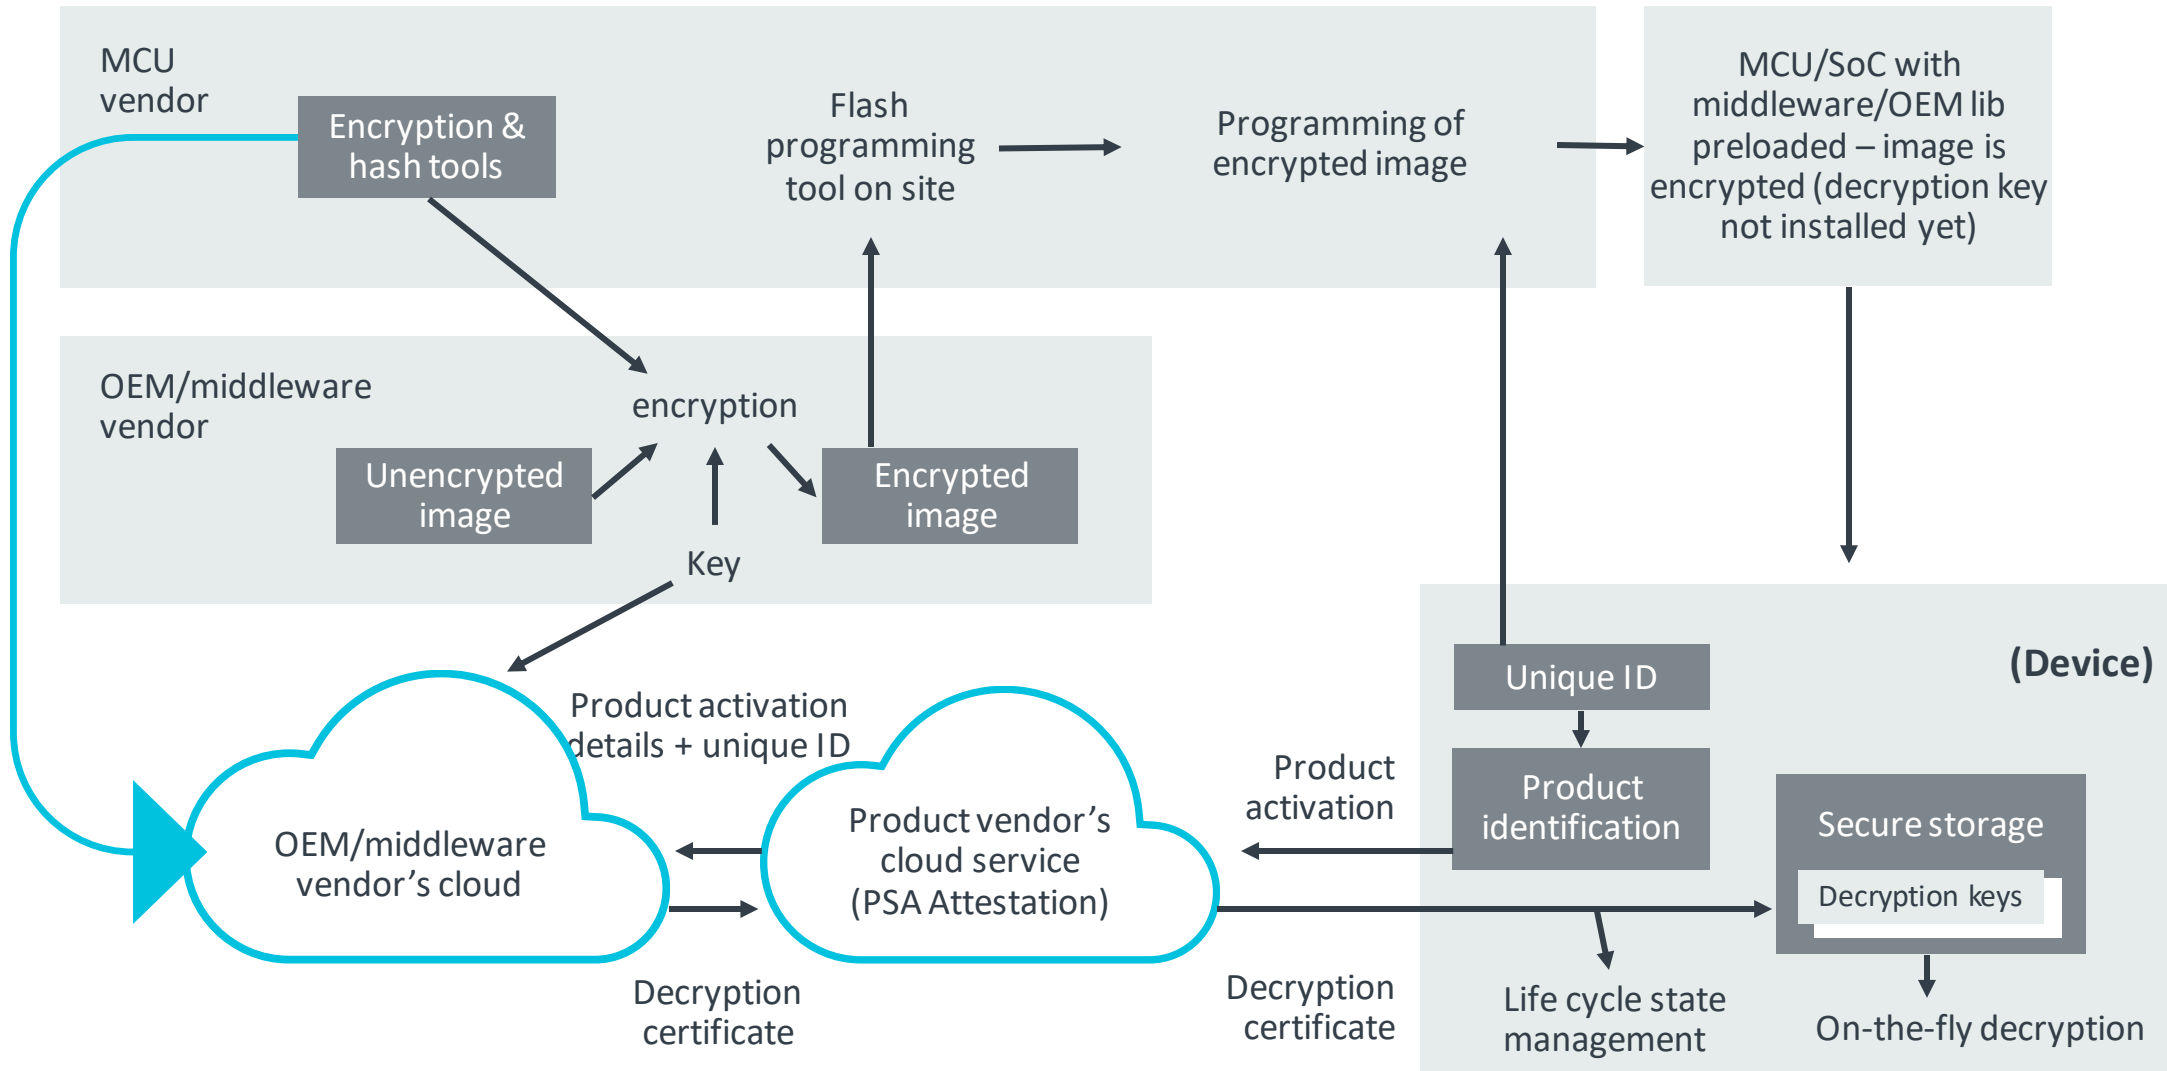 MCU
vendor
Encryption &
hash tools
Flash
programming
tool on site
Programming of
encrypted image
MCU/SoC with
middleware/OEM lib
preloaded – image is
encrypted (decryption key
not installed yet)
OEM/middleware
vendor
encryption
Unencrypted
image
Encrypted
image
Key
(Device)
Unique ID
Product activation
details + unique ID
Product
activation
Product
identification
Secure storage
Decryption keys
OEM/middleware
vendor’s cloud
Product vendor’s
cloud service
(PSA Attestation)
Decryption
certificate
Decryption
certificate
Life cycle state
management
On-the-fly decryption